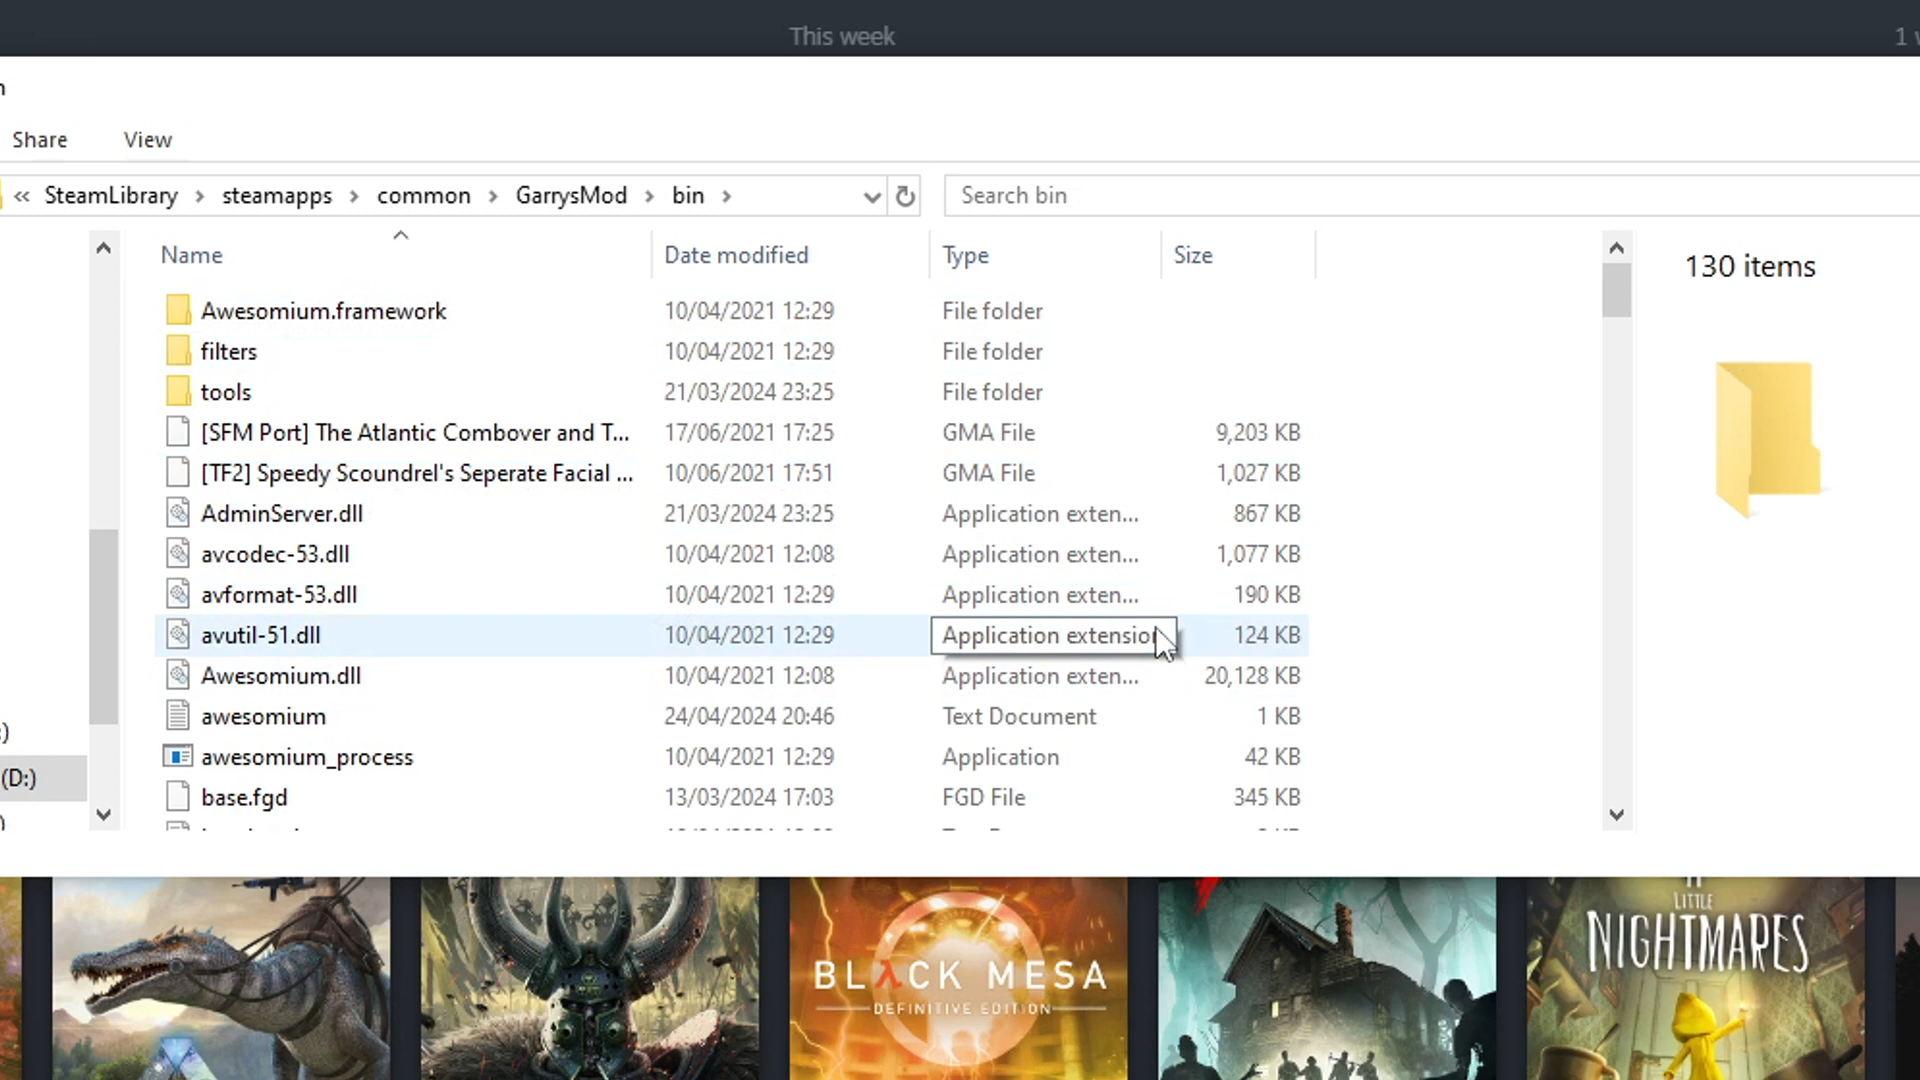 This week
1
Share View
« SteamLibrary > steamapps > common > GarrysMod > bin > Search bin
Name Date modified Type Size
130 items
Awesomium.framework 10/04/2021 12:29 File folder
filters 10/04/2021 12:29 File folder
tools 21/03/2024 23:25 File folder
[SFM Port] The Atlantic Combover and T... 17/06/2021 17:25 GMA File 9,203 KB
[TF2] Speedy Scoundrel's Seperate Facial ... 10/06/2021 17:51 GMA File 1,027 KB
AdminServer.dll 21/03/2024 23:25 Application exten... 867 KB
avcodec-53.dll 10/04/2021 12:08 Application exten... 1,077 KB
avformat-53.dll 10/04/2021 12:29 Application exten... 190 KB
avutil-51.dll 10/04/2021 12:29 Application extension 124 KB
Awesomium.dll 10/04/2021 12:08 Application exten... 20,128 KB
awesomium 24/04/2024 20:46 Text Document 1 KB
awesomium_process 10/04/2021 12:29 Application 42 KB
(D:)
base.fgd 13/03/2024 17:03 FGD File 345 KB
BLACK MESA
DEFINITIVE EDITION
LITTLE
NIGHTMARES